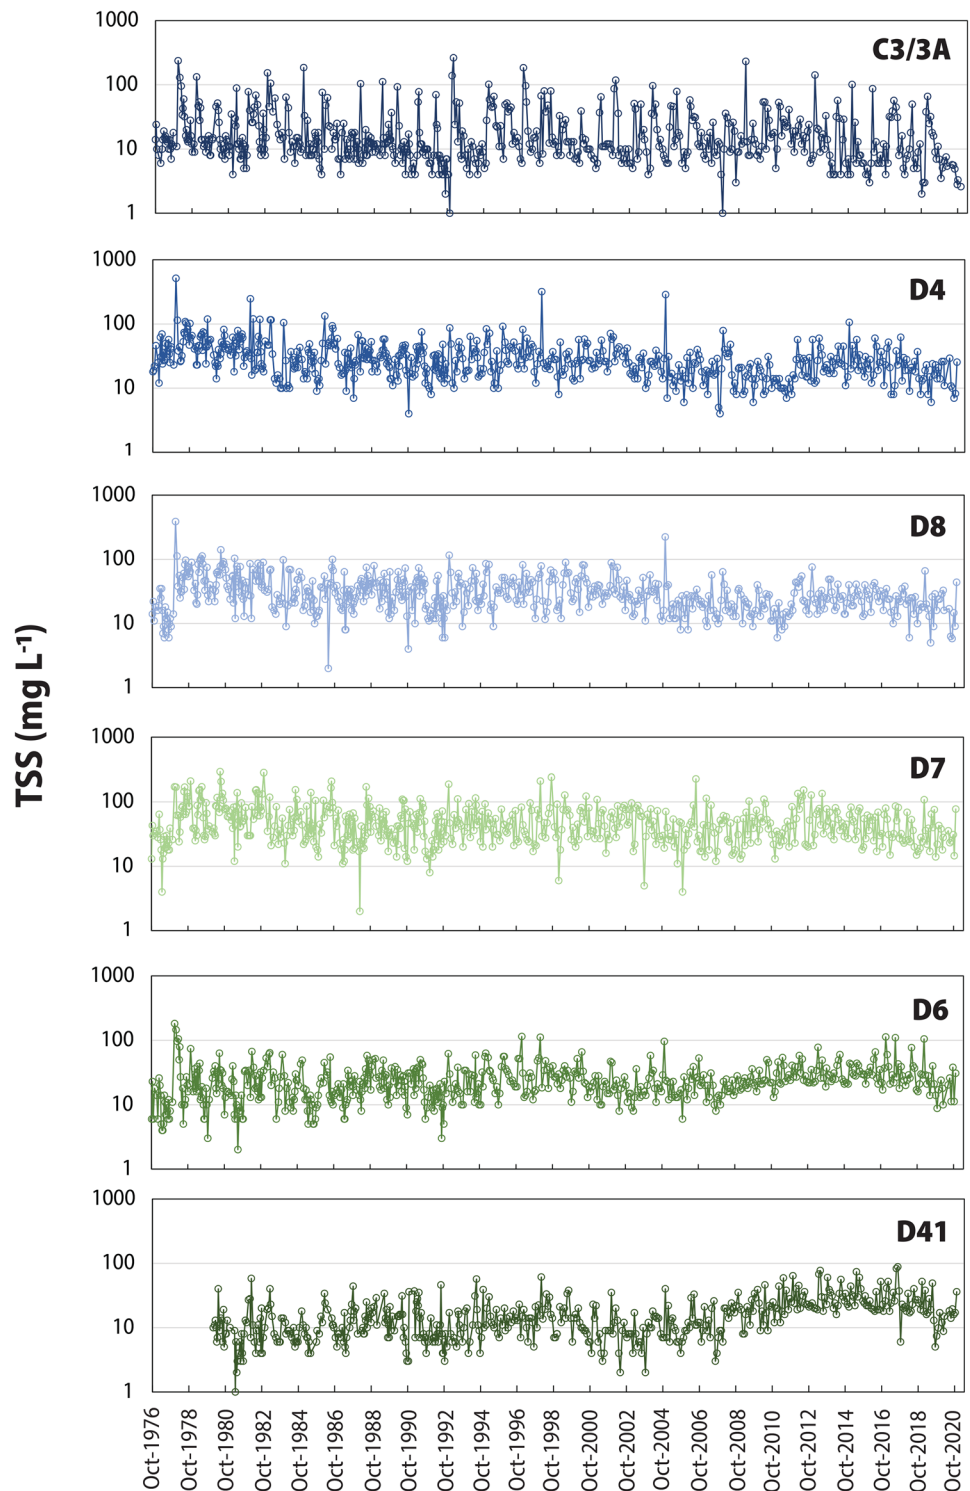 1000
C3/3A
100
10
1
1000
D4
100
10
1
1000
D8
100
10
1
TSS (mg L⁻¹)
1000
D7
100
10
1
1000
D6
100
10
1
1000
D41
100
10
1
Oct-1976
Oct-1978
Oct-1980
Oct-1982
Oct-1984
Oct-1986
Oct-1988
Oct-1990
Oct-1992
Oct-1994
Oct-1996
Oct-1998
Oct-2000
Oct-2002
Oct-2004
Oct-2006
Oct-2008
Oct-2010
Oct-2012
Oct-2014
Oct-2016
Oct-2018
Oct-2020